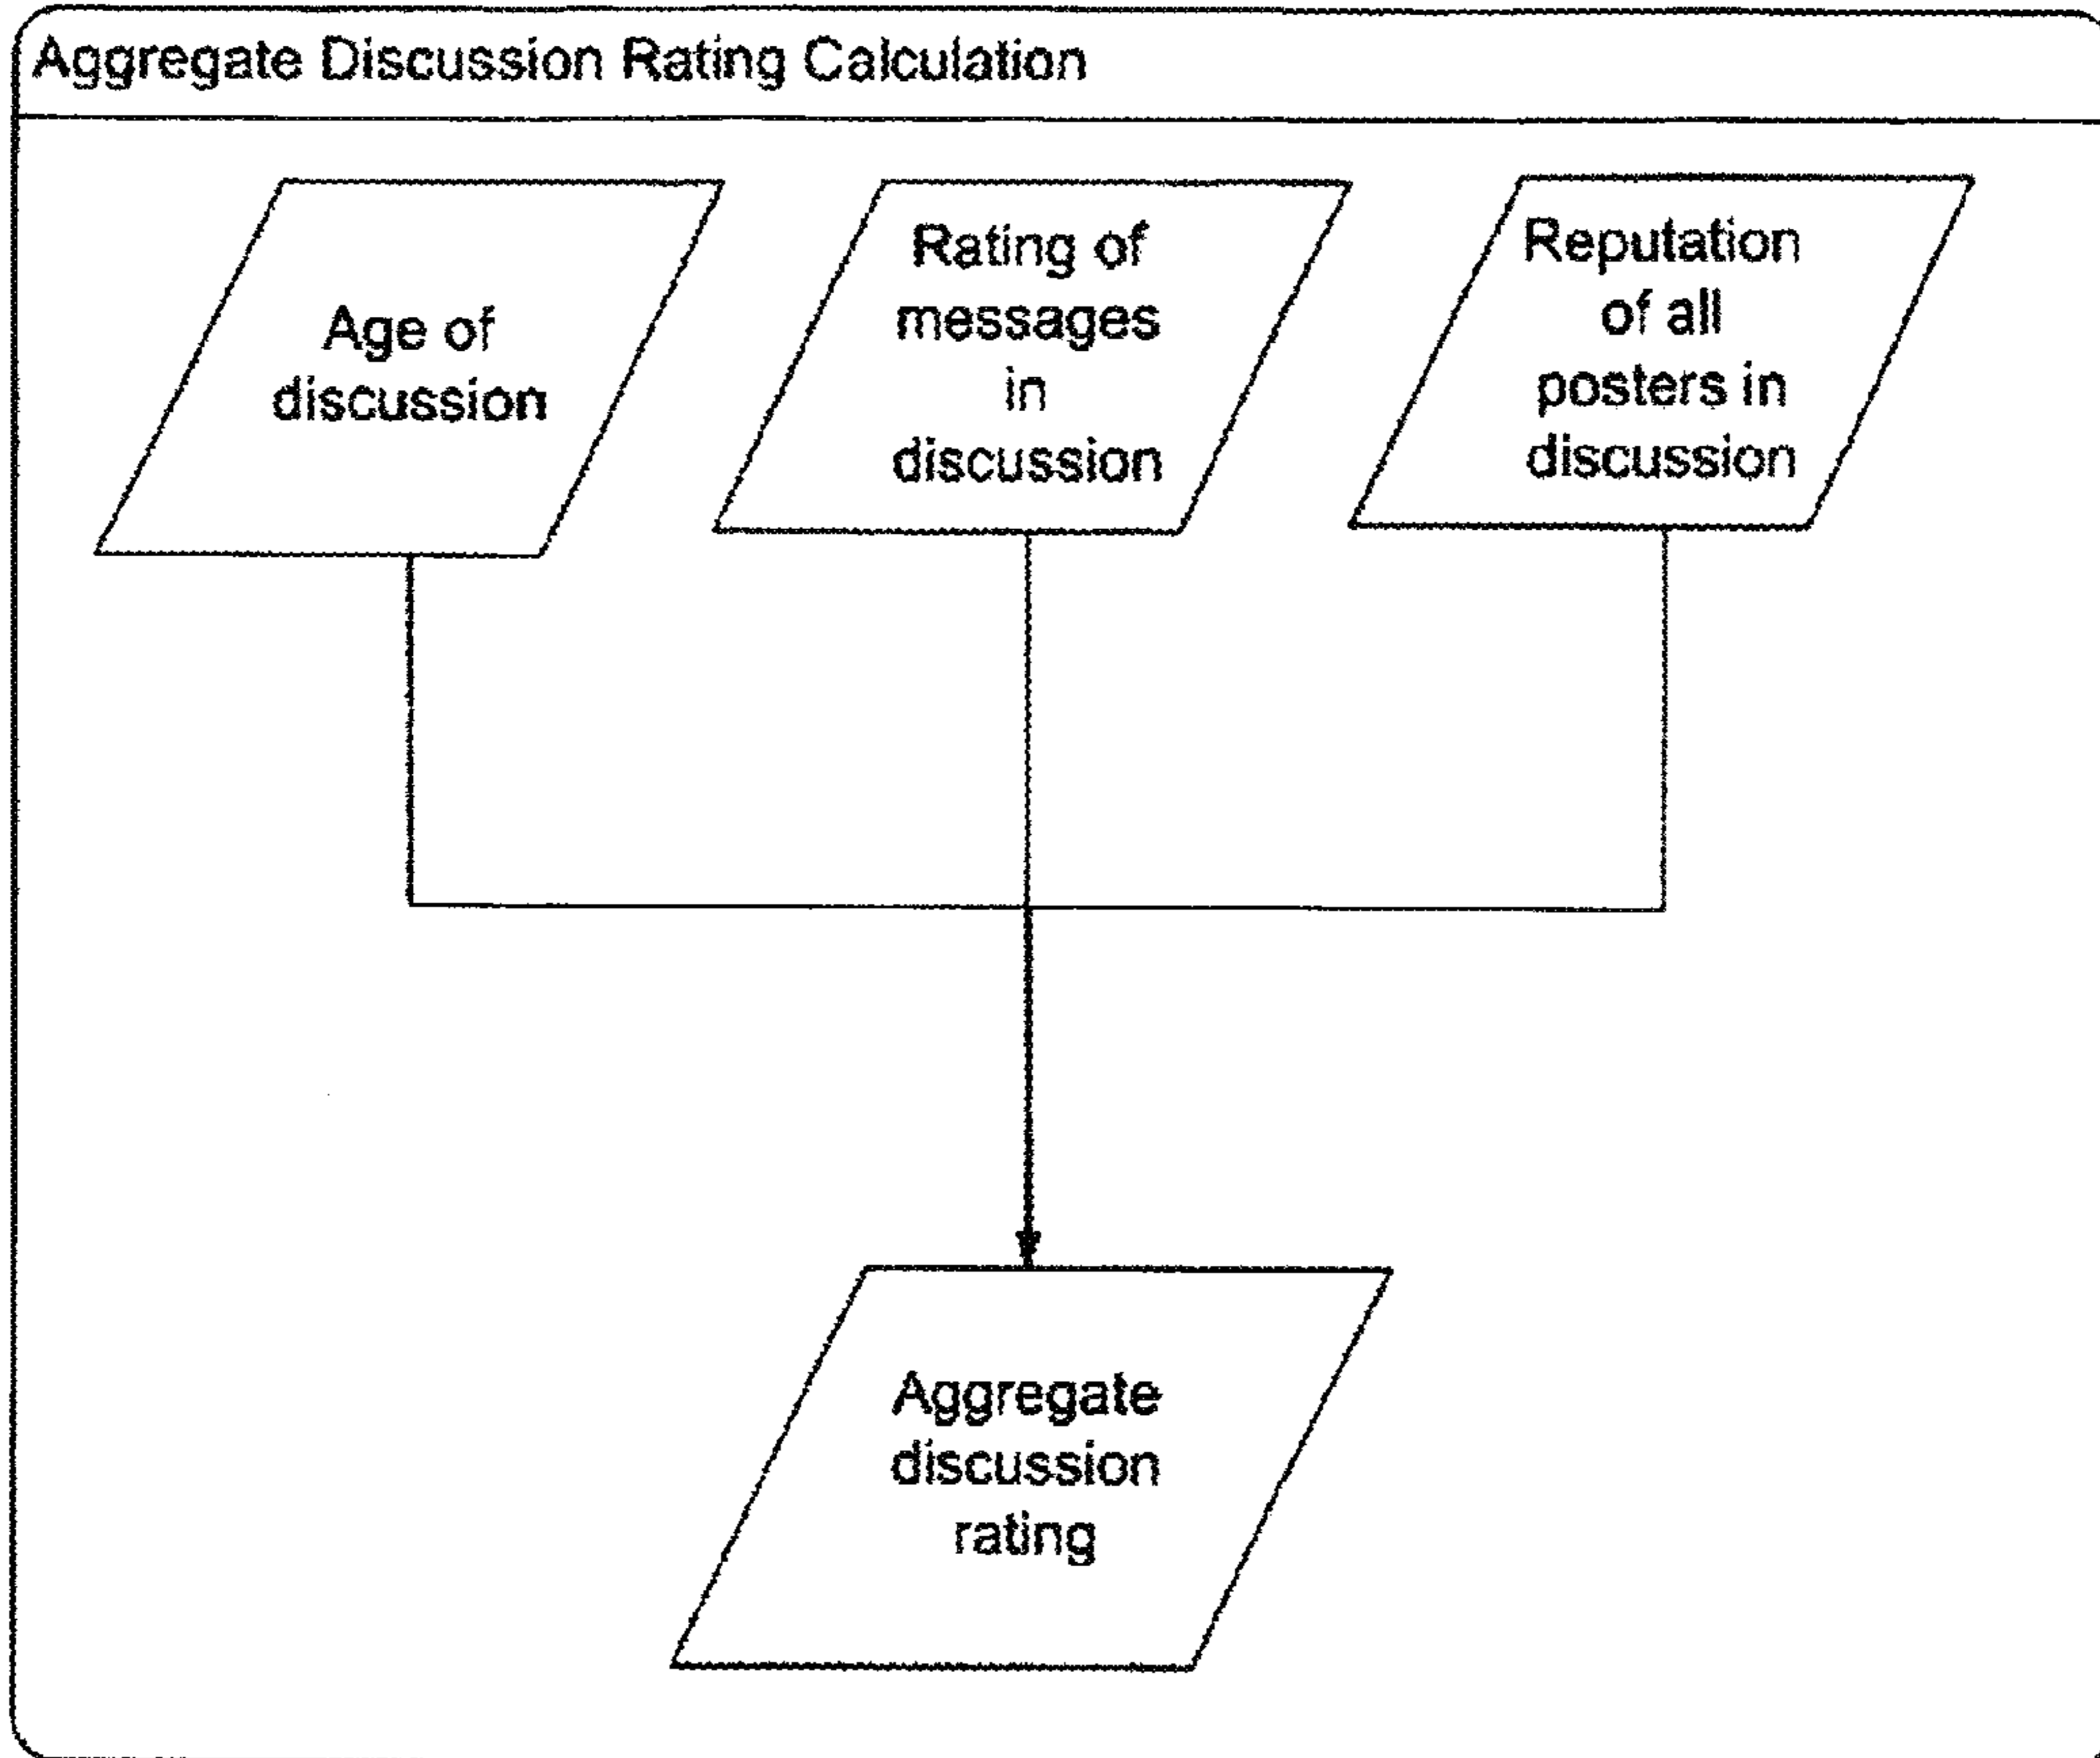 Aggregate Discussion Rating Calculation
Age of
discussion
Rating of
messages
in
discussion
Reputation
of all
posters in
discussion
Aggregate
discussion
rating